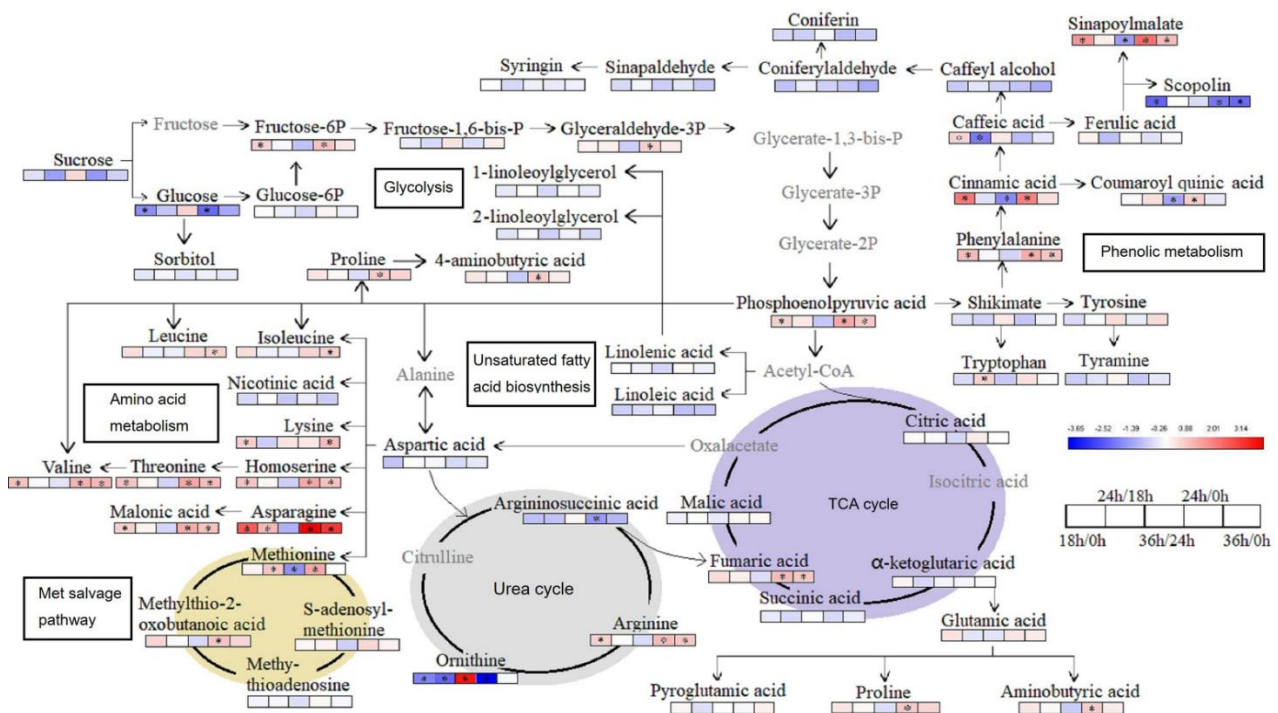 Coniferin
Sinapoylmalate
Syringin
Sinapaldehyde
Coniferylaldehyde
Caffeyl alcohol
Scopolin
Fructose
Fructose-6P
Fructose-1,6-bis-P
Glyceraldehyde-3P
Glycerate-1,3-bis-P
Caffeic acid
Ferulic acid
Sucrose
Glucose
Glucose-6P
Glycolysis
1-linoleoylglycerol
Glycerate-3P
Cinnamic acid
Coumaroyl quinic acid
2-linoleoylglycerol
Glycerate-2P
Phenylalanine
Phenolic metabolism
Sorbitol
Proline
4-aminobutyric acid
Phosphoenolpyruvic acid
Shikimate
Tyrosine
Leucine
Isoleucine
Unsaturated fatty
acid biosynthesis
Linolenic acid
Acetyl-CoA
Tryptophan
Tyramine
Alanine
Nicotinic acid
Linoleic acid
Amino acid
metabolism
Lysine
Aspartic acid
Oxalacetate
Citric acid
-3.65 -2.52 -1.39 -0.26 0.88 2.01 3.14
Valine
Threonine
Homoserine
Isocitric acid
Malonic acid
Asparagine
Argininosuccinic acid
Malic acid
TCA cycle
24h/18h 24h/0h
18h/0h 36h/24h 36h/0h
Methionine
Citrulline
Fumaric acid
α-ketoglutaric acid
Met salvage
pathway
Methylthio-2-
oxobutanoic acid
S-adenosyl-
methionine
Urea cycle
Succinic acid
Arginine
Glutamic acid
Methy-
thioadenosine
Ornithine
Pyroglutamic acid
Proline
Aminobutyric acid